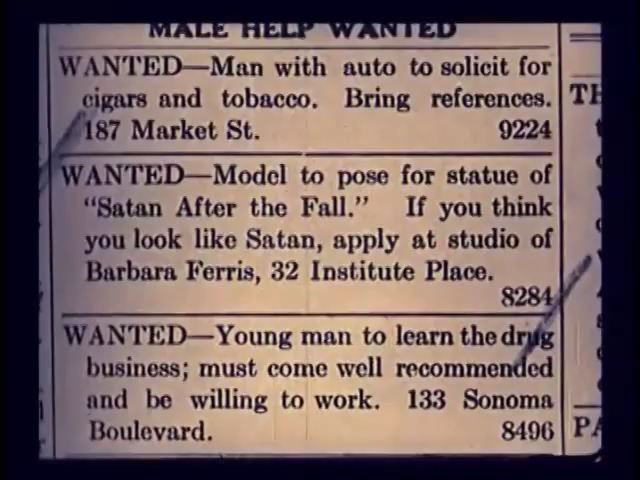 MALE HELP WANTED
WANTED—Man with auto to solicit for
cigars and tobacco. Bring references.
187 Market St. 9224
WANTED—Model to pose for statue of
"Satan After the Fall." If you think
you look like Satan, apply at studio of
Barbara Ferris, 32 Institute Place.
8284
WANTED—Young man to learn the drug
business; must come well recommended
and be willing to work. 133 Sonoma
Boulevard. 8496